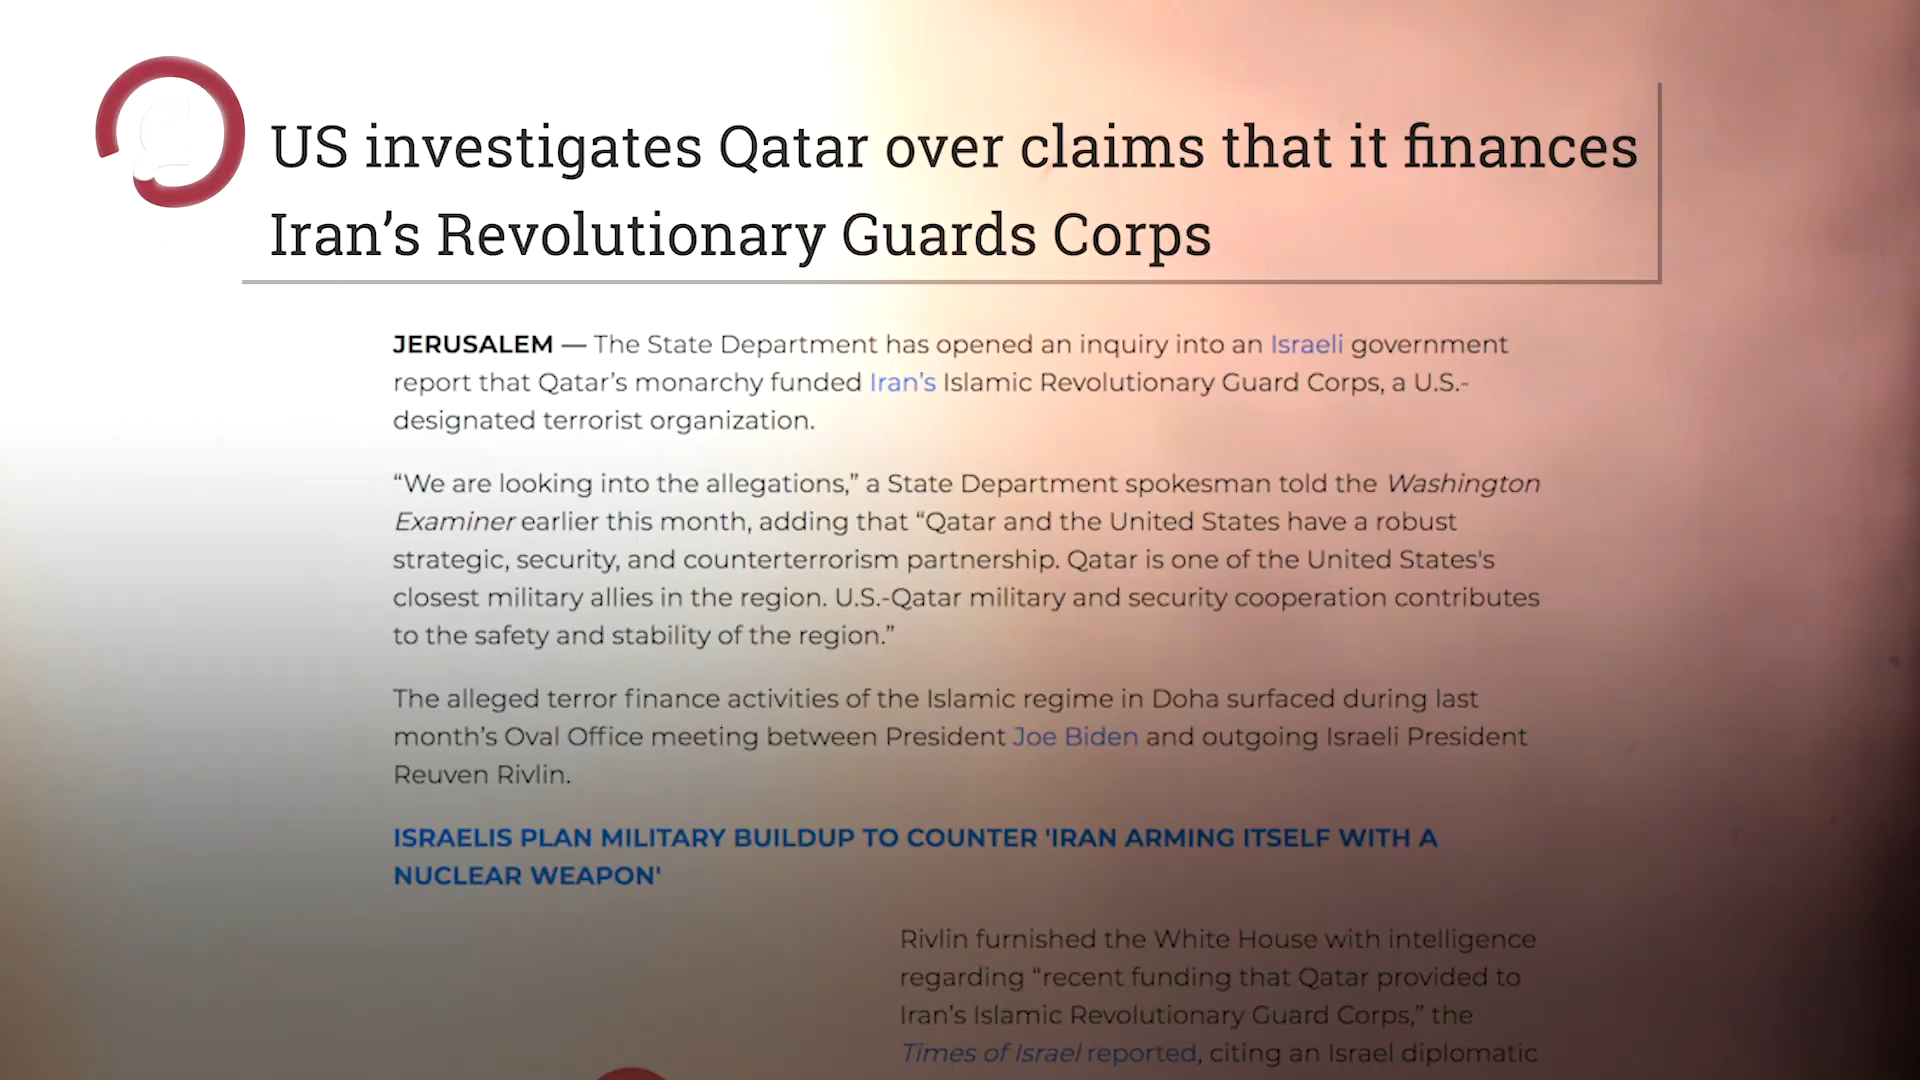 US investigates Qatar over claims that it finances
Iran’s Revolutionary Guards Corps
JERUSALEM — The State Department has opened an inquiry into an Israeli government
report that Qatar’s monarchy funded Iran’s Islamic Revolutionary Guard Corps, a U.S.-
designated terrorist organization.
“We are looking into the allegations,” a State Department spokesman told the Washington
Examiner earlier this month, adding that “Qatar and the United States have a robust
strategic, security, and counterterrorism partnership. Qatar is one of the United States's
closest military allies in the region. U.S.-Qatar military and security cooperation contributes
to the safety and stability of the region.”
The alleged terror finance activities of the Islamic regime in Doha surfaced during last
month’s Oval Office meeting between President Joe Biden and outgoing Israeli President
Reuven Rivlin.
ISRAELIS PLAN MILITARY BUILDUP TO COUNTER 'IRAN ARMING ITSELF WITH A
NUCLEAR WEAPON'
Rivlin furnished the White House with intelligence
regarding “recent funding that Qatar provided to
Iran’s Islamic Revolutionary Guard Corps,” the
Times of Israel reported, citing an Israel diplomatic